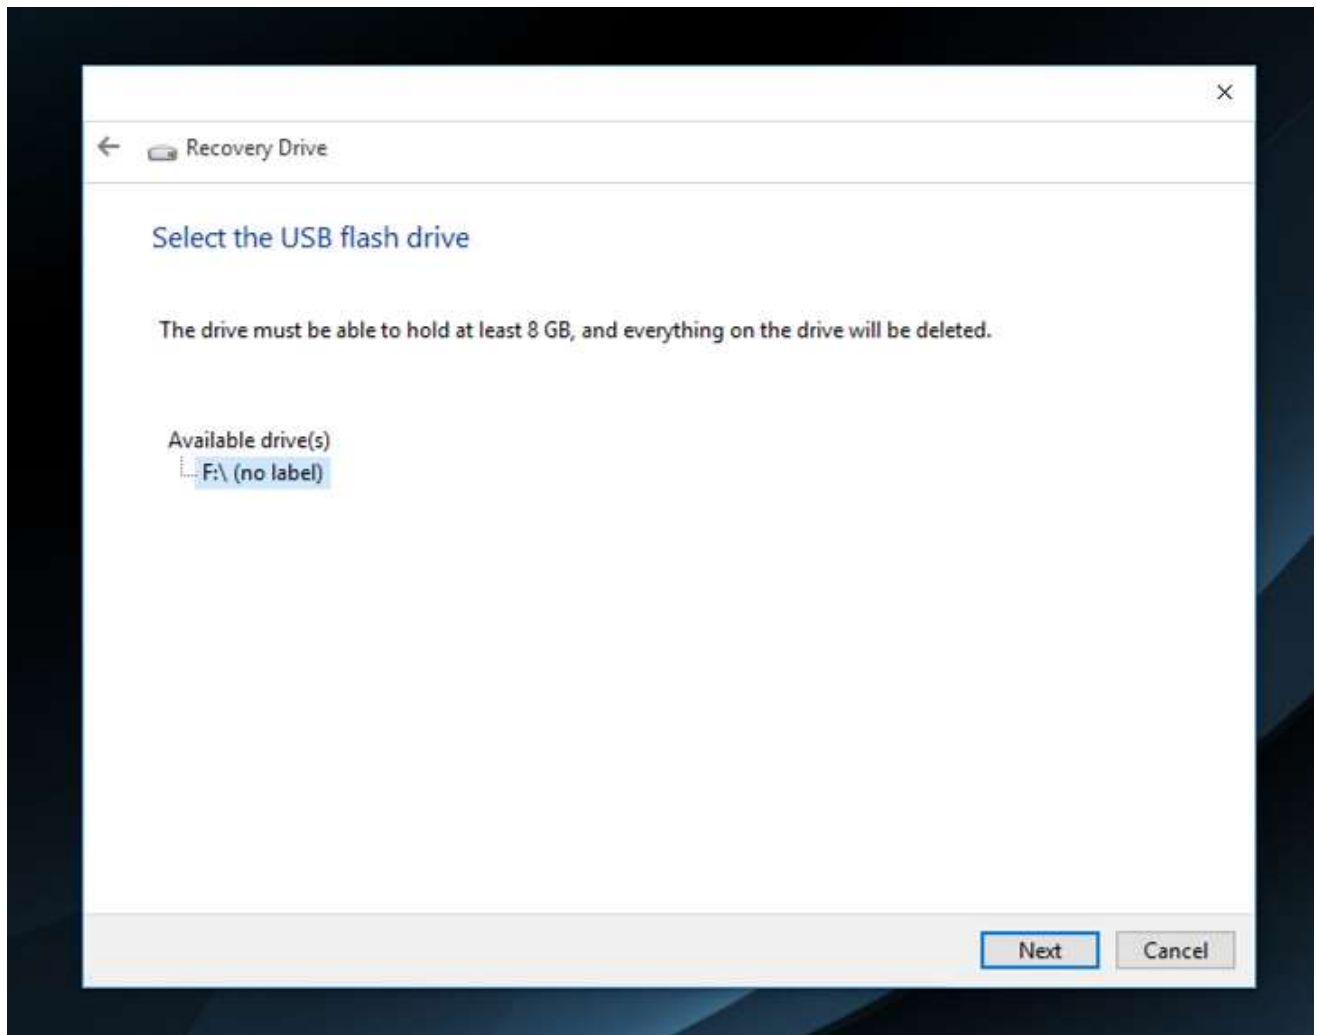 Recovery Drive
Select the USB flash drive
The drive must be able to hold at least 8 GB, and everything on the drive will be deleted.
Available drive(s)
F:\ (no label)
Next Cancel